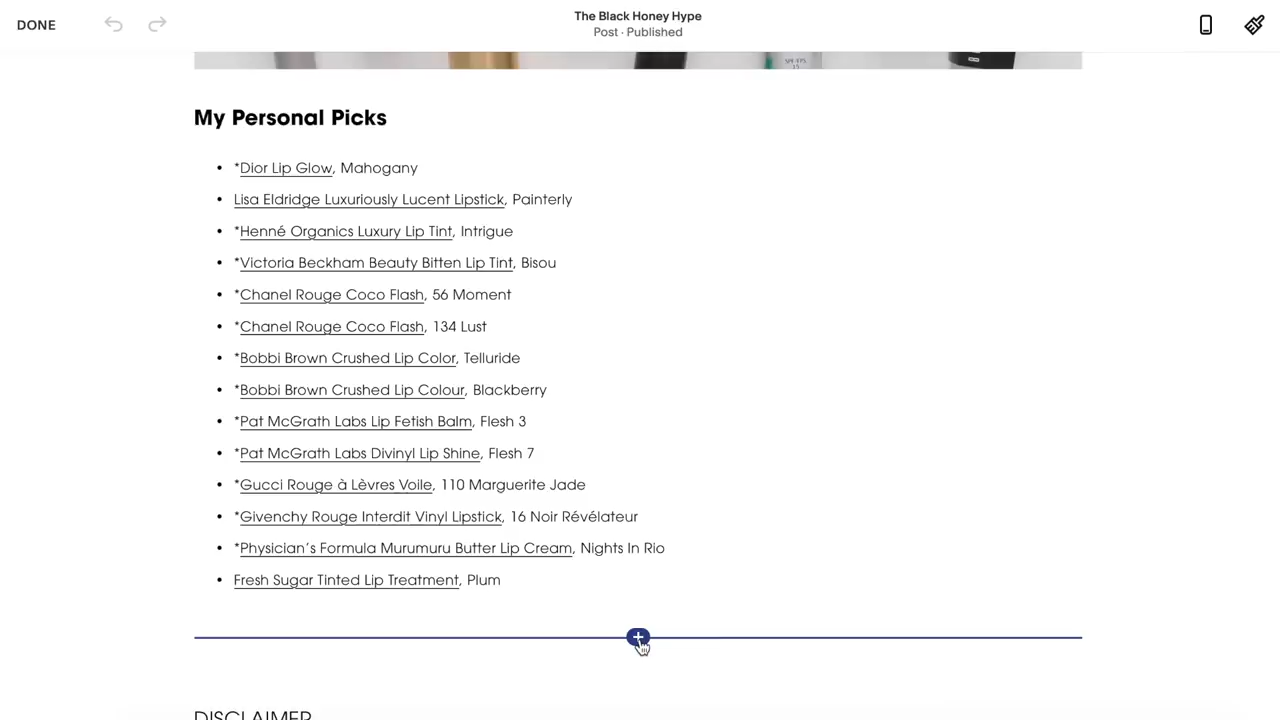 DONE
The Black Honey Hype
Post · Published
SPF·FPS
15
My Personal Picks
• *Dior Lip Glow, Mahogany
• Lisa Eldridge Luxuriously Lucent Lipstick, Painterly
• *Henné Organics Luxury Lip Tint, Intrigue
• *Victoria Beckham Beauty Bitten Lip Tint, Bisou
• *Chanel Rouge Coco Flash, 56 Moment
• *Chanel Rouge Coco Flash, 134 Lust
• *Bobbi Brown Crushed Lip Color, Telluride
• *Bobbi Brown Crushed Lip Colour, Blackberry
• *Pat McGrath Labs Lip Fetish Balm, Flesh 3
• *Pat McGrath Labs Divinyl Lip Shine, Flesh 7
• *Gucci Rouge à Lèvres Voile, 110 Marguerite Jade
• *Givenchy Rouge Interdit Vinyl Lipstick, 16 Noir Révélateur
• *Physician's Formula Murumuru Butter Lip Cream, Nights In Rio
• Fresh Sugar Tinted Lip Treatment, Plum
DISCLAIMER